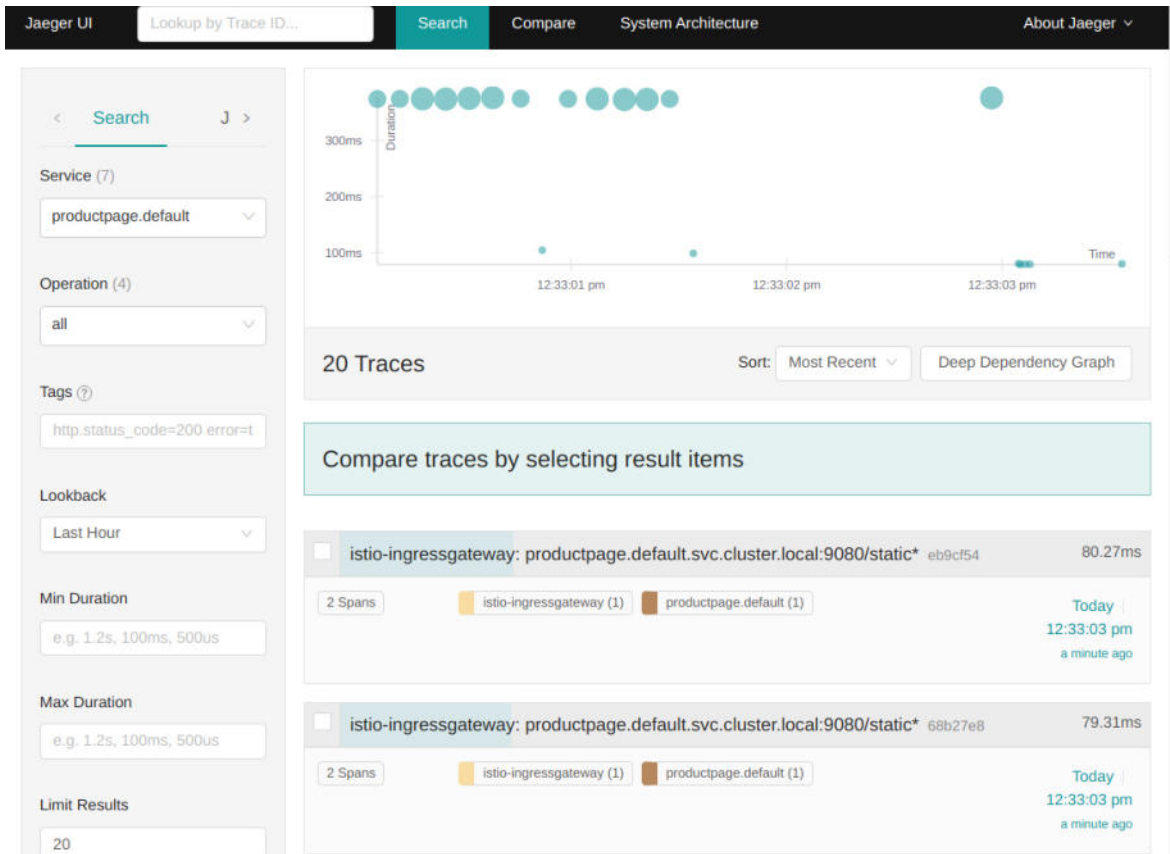 Jaeger UI
Lookup by Trace ID...
Search
Compare
System Architecture
About Jaeger
Search
J
Service (7)
productpage.default
Operation (4)
all
Tags
http.status_code=200 error=t
Lookback
Last Hour
Min Duration
e.g. 1.2s, 100ms, 500us
Max Duration
e.g. 1.2s, 100ms, 500us
Limit Results
20
Duration
300ms
200ms
100ms
Time
12:33:01 pm
12:33:02 pm
12:33:03 pm
20 Traces
Sort: Most Recent
Deep Dependency Graph
Compare traces by selecting result items
istio-ingressgateway: productpage.default.svc.cluster.local:9080/static* eb9cf54
80.27ms
2 Spans
istio-ingressgateway (1)
productpage.default (1)
Today
12:33:03 pm
a minute ago
istio-ingressgateway: productpage.default.svc.cluster.local:9080/static* 68b27e8
79.31ms
2 Spans
istio-ingressgateway (1)
productpage.default (1)
Today
12:33:03 pm
a minute ago